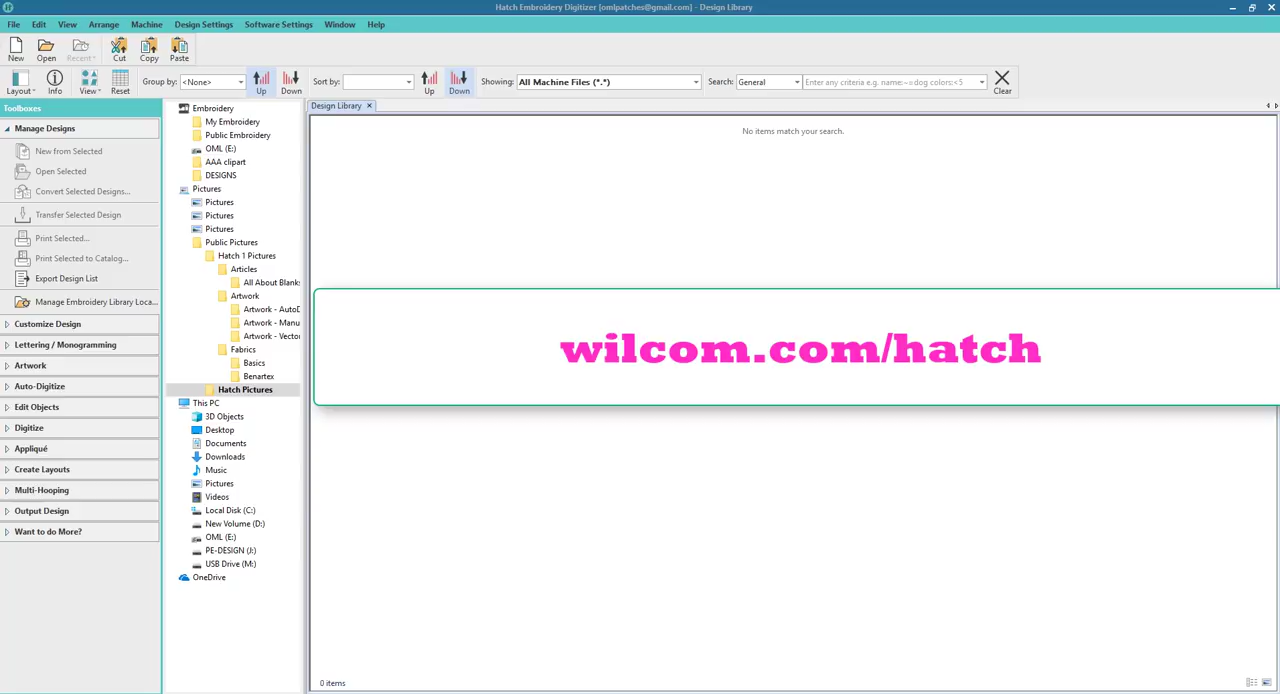 Hatch Embroidery Digitizer [omlpatches@gmail.com] - Design Library
File Edit View Arrange Machine Design Settings Software Settings Window Help
New Open Recent Cut Copy Paste
Layout Info View Reset Group by: <None> Up Down Sort by: Up Down Showing: All Machine Files (*.*) Search: General Enter any criteria e.g. name:~=dog colors:<5 Clear
Toolboxes
Manage Designs
New from Selected
Open Selected
Convert Selected Designs...
Transfer Selected Design
Print Selected...
Print Selected to Catalog...
Export Design List
Manage Embroidery Library Loca...
Customize Design
Lettering / Monogramming
Artwork
Auto-Digitize
Edit Objects
Digitize
Appliqué
Create Layouts
Multi-Hooping
Output Design
Want to do More?
Embroidery
My Embroidery
Public Embroidery
OML (E:)
AAA clipart
DESIGNS
Pictures
Pictures
Pictures
Pictures
Public Pictures
Hatch 1 Pictures
Articles
All About Blanks
Artwork
Artwork - AutoD
Artwork - Manu
Artwork - Vector
Fabrics
Basics
Benartex
Hatch Pictures
This PC
3D Objects
Desktop
Documents
Downloads
Music
Pictures
Videos
Local Disk (C:)
New Volume (D:)
OML (E:)
PE-DESIGN (J:)
USB Drive (M:)
OneDrive
Design Library
No items match your search.
wilcom.com/hatch
0 items